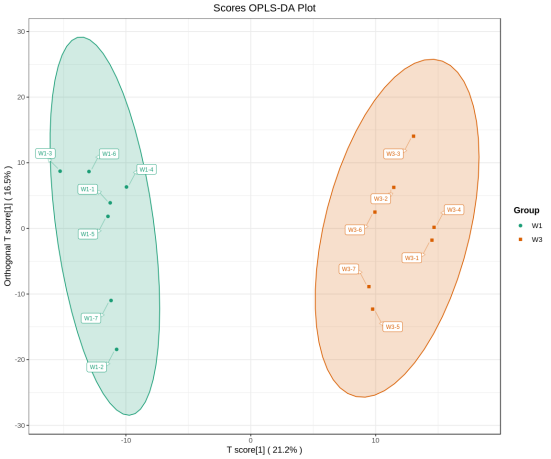 Scores OPLS-DA Plot
Orthogonal T score[1] ( 16.5% )
30
20
10
0
-10
-20
-30
W1-3
W1-6
W1-4
W1-1
W1-5
W1-7
W1-2
W3-3
W3-2
W3-4
W3-6
W3-1
W3-7
W3-5
-10
0
10
T score[1] ( 21.2% )
Group
W1
W3